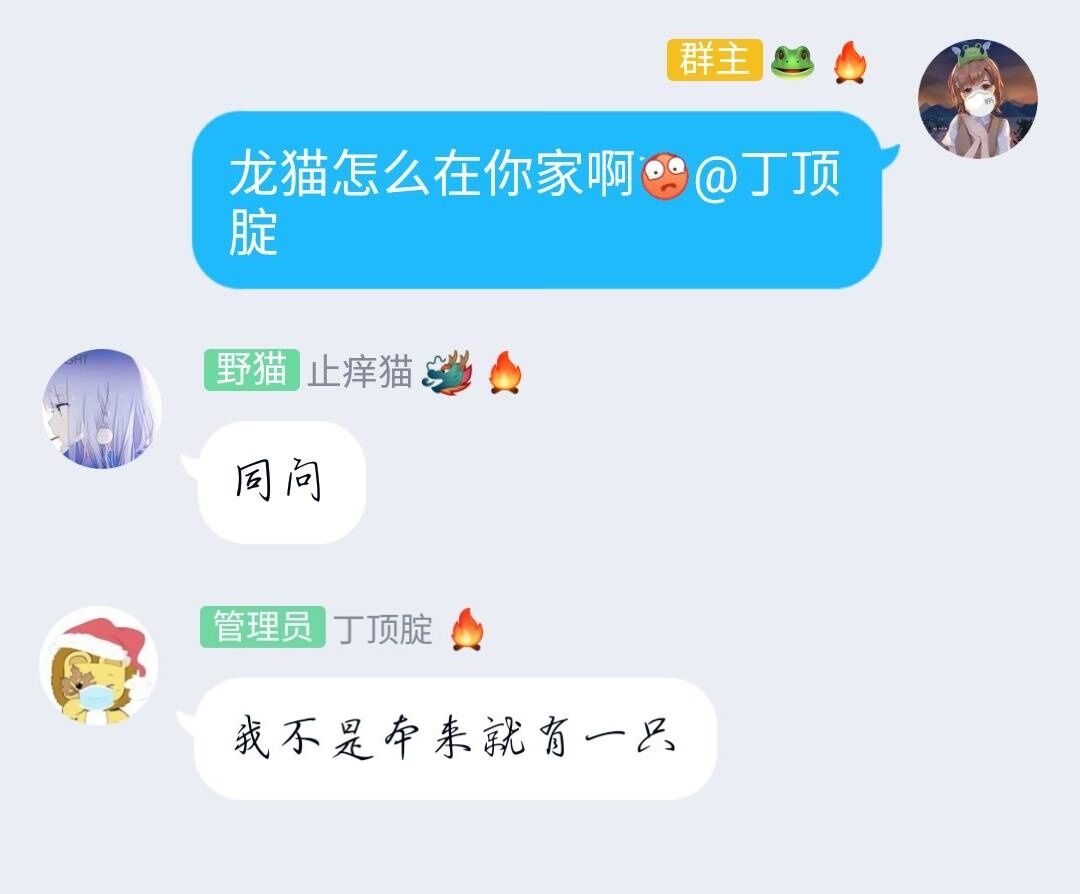 群主🐸🔥
龙猫怎么在你家啊@丁顶
腚
野猫 止痒猫🐲🔥
同问
管理员 丁顶腚🔥
我不是本来就有一只